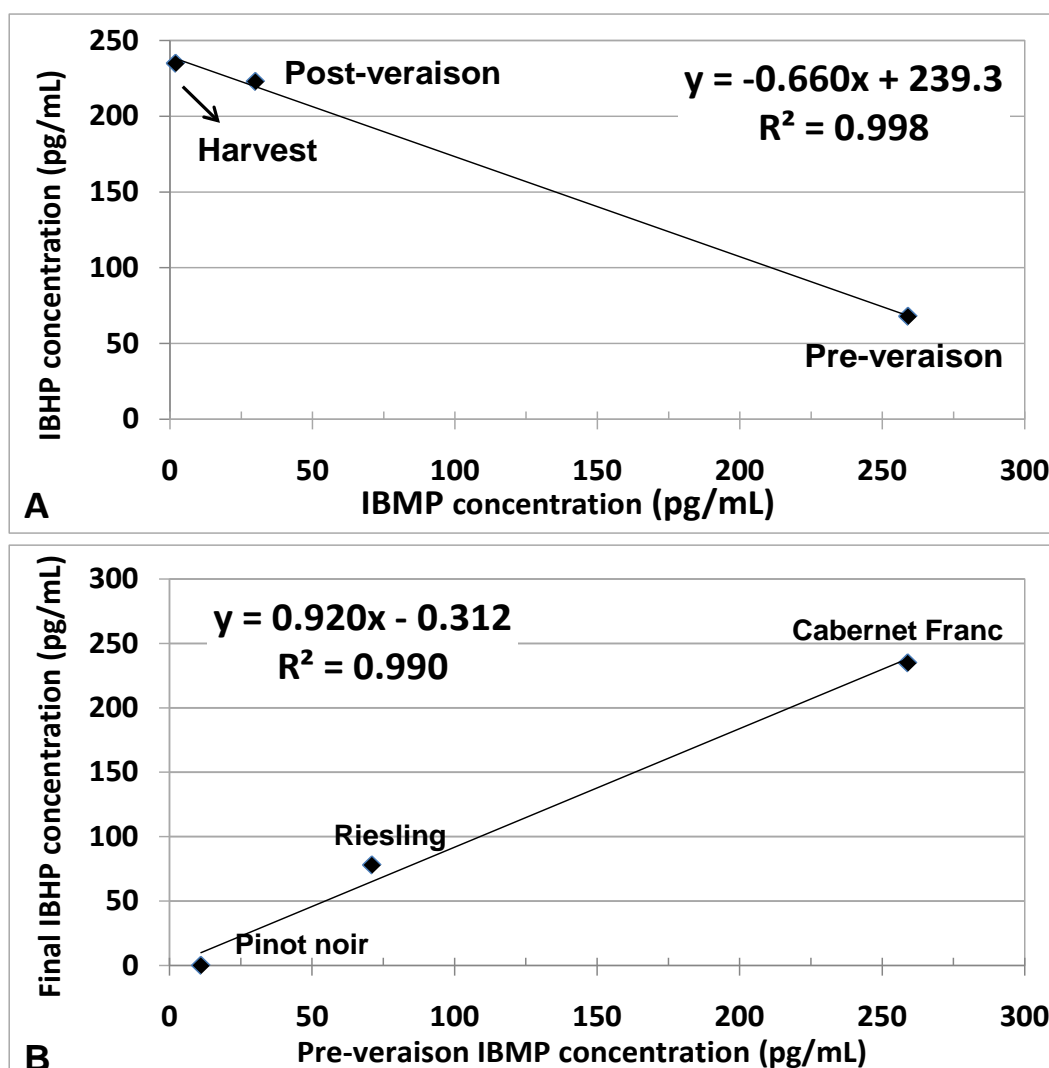 IBHP concentration (pg/mL)
250
200
150
100
50
0
Post-veraison
Harvest
y = -0.660x + 239.3
R² = 0.998
Pre-veraison
0 50 100 150 200 250 300
IBMP concentration (pg/mL)
A
Final IBHP concentration (pg/mL)
300
250
200
150
100
50
0
y = 0.920x - 0.312
R² = 0.990
Cabernet Franc
Riesling
Pinot noir
0 50 100 150 200 250 300
Pre-veraison IBMP concentration (pg/mL)
B